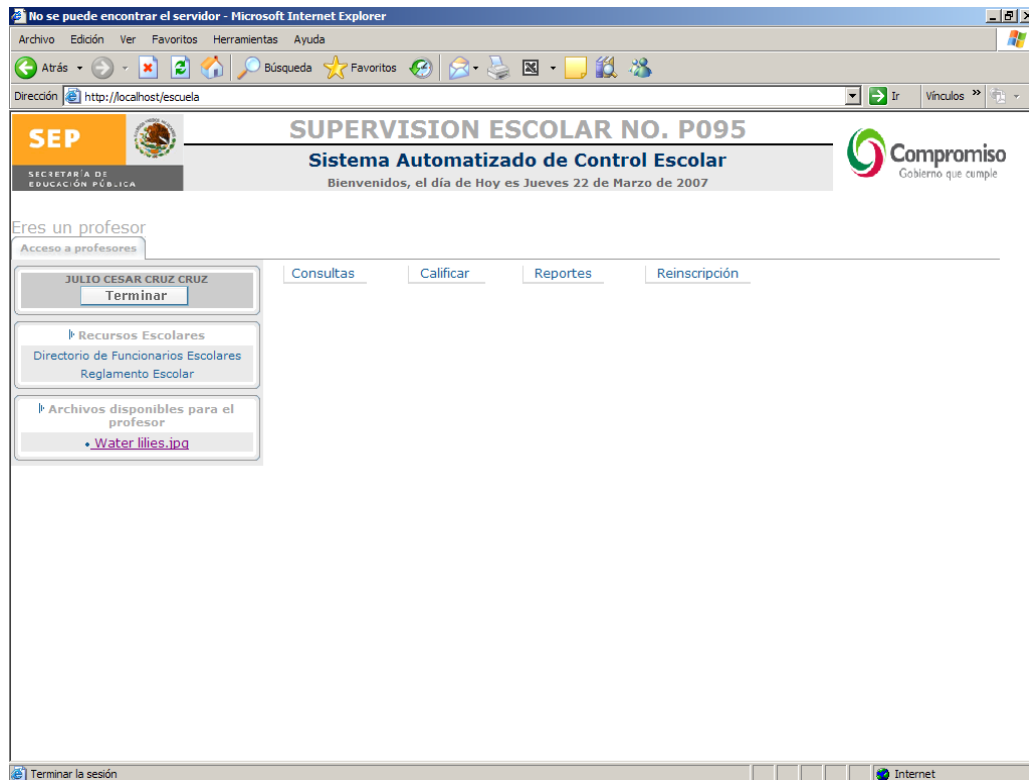 No se puede encontrar el servidor - Microsoft Internet Explorer
Archivo Edición Ver Favoritos Herramientas Ayuda
Atrás Búsqueda Favoritos
Dirección http://localhost/escuela Ir Vínculos »
SEP
SECRETARÍA DE
EDUCACIÓN PÚBLICA
SUPERVISION ESCOLAR NO. P095
Sistema Automatizado de Control Escolar
Bienvenidos, el día de Hoy es Jueves 22 de Marzo de 2007
Compromiso
Gobierno que cumple
Eres un profesor
Acceso a profesores
JULIO CESAR CRUZ CRUZ
Terminar
Consultas Calificar Reportes Reinscripción
Recursos Escolares
Directorio de Funcionarios Escolares
Reglamento Escolar
Archivos disponibles para el
profesor
• Water lilies.jpg
Terminar la sesión Internet